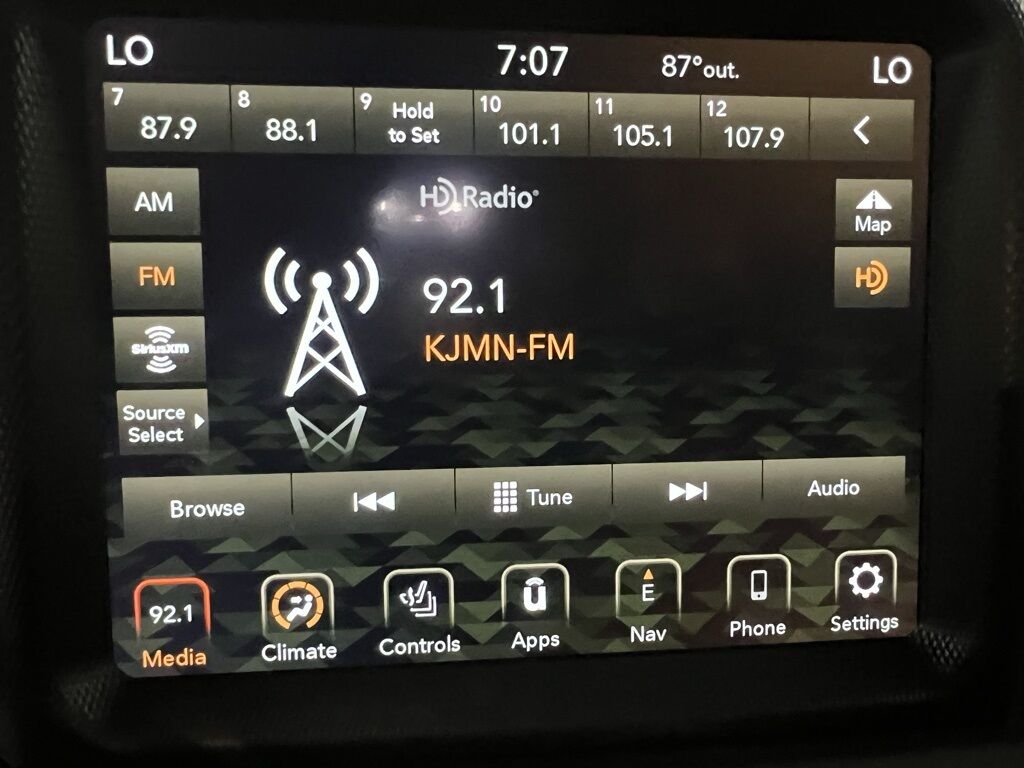 LO 7:07 87°out. LO
7 87.9 8 88.1 9 Hold to Set 10 101.1 11 105.1 12 107.9
AM
HD Radio®
Map
FM
HD
92.1
KJMN-FM
SiriusXM
Source
Select
Browse Tune Audio
92.1 E
Media Climate Controls Apps Nav Phone Settings